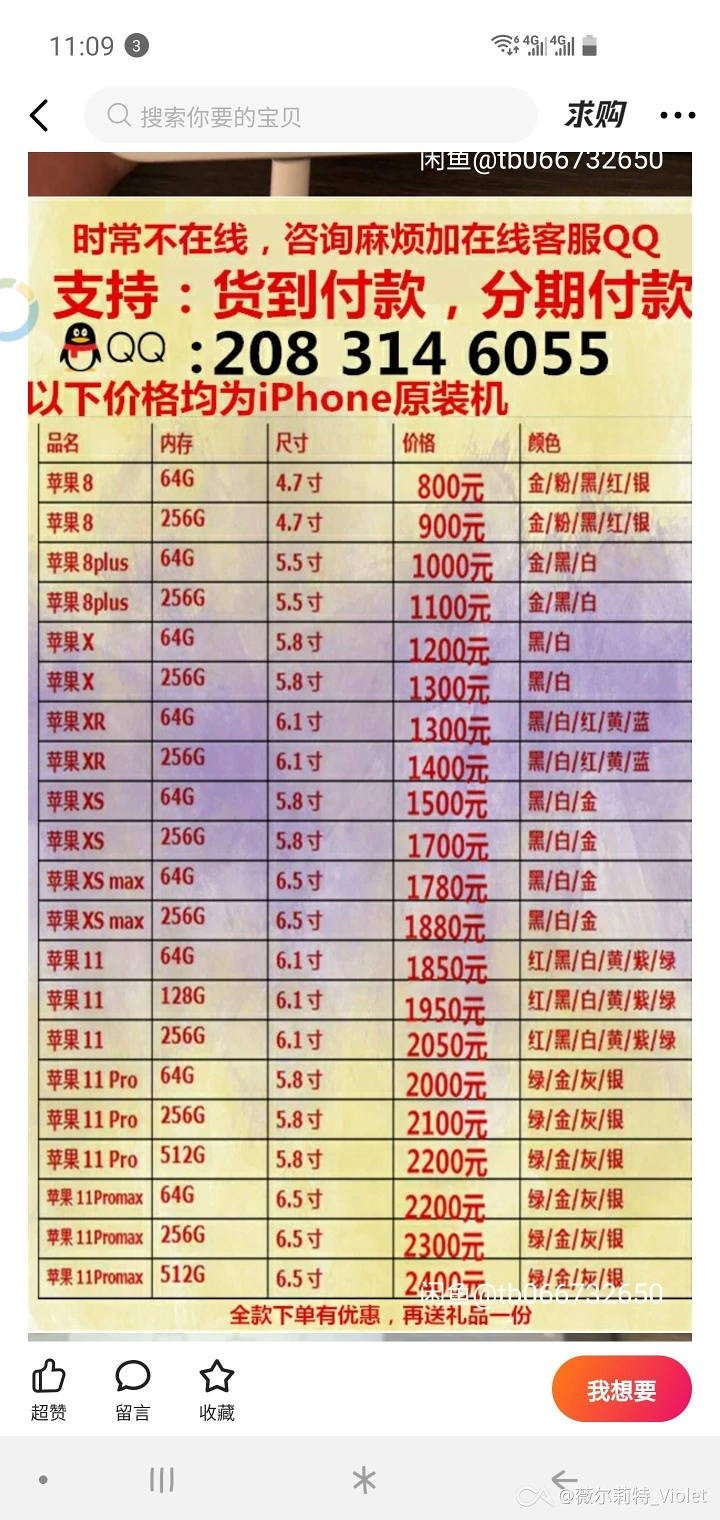 11:09 3 6 4G 4G
搜索你要的宝贝 求购
闲鱼@tb066732650
时常不在线，咨询麻烦加在线客服QQ
支持：货到付款，分期付款
QQ :208 314 6055
以下价格均为iPhone原装机
品名 内存 尺寸 价格 颜色
苹果8 64G 4.7寸 800元 金/粉/黑/红/银
苹果8 256G 4.7寸 900元 金/粉/黑/红/银
苹果8plus 64G 5.5寸 1000元 金/黑/白
苹果8plus 256G 5.5寸 1100元 金/黑/白
苹果X 64G 5.8寸 1200元 黑/白
苹果X 256G 5.8寸 1300元 黑/白
苹果XR 64G 6.1寸 1300元 黑/白/红/黄/蓝
苹果XR 256G 6.1寸 1400元 黑/白/红/黄/蓝
苹果XS 64G 5.8寸 1500元 黑/白/金
苹果XS 256G 5.8寸 1700元 黑/白/金
苹果XS max 64G 6.5寸 1780元 黑/白/金
苹果XS max 256G 6.5寸 1880元 黑/白/金
苹果11 64G 6.1寸 1850元 红/黑/白/黄/紫/绿
苹果11 128G 6.1寸 1950元 红/黑/白/黄/紫/绿
苹果11 256G 6.1寸 2050元 红/黑/白/黄/紫/绿
苹果11 Pro 64G 5.8寸 2000元 绿/金/灰/银
苹果11 Pro 256G 5.8寸 2100元 绿/金/灰/银
苹果11 Pro 512G 5.8寸 2200元 绿/金/灰/银
苹果11Promax 64G 6.5寸 2200元 绿/金/灰/银
苹果11Promax 256G 6.5寸 2300元 绿/金/灰/银
苹果11Promax 512G 6.5寸 2400元 绿/金/灰/银
闲鱼@tb066732650
全款下单有优惠，再送礼品一份
超赞 留言 收藏 我想要
@薇尔莉特_Violet